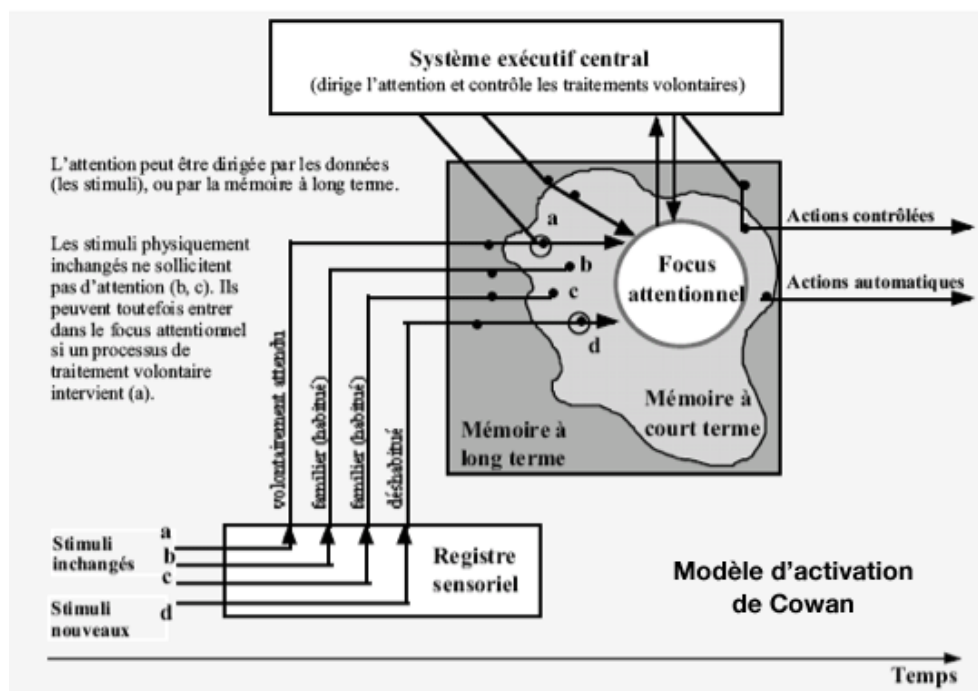 Système exécutif central
(dirige l'attention et contrôle les traitements volontaires)
L'attention peut être dirigée par les données
(les stimuli), ou par la mémoire à long terme.
Les stimuli physiquement
inchangés ne sollicitent
pas d'attention (b, c). Ils
peuvent toutefois entrer
dans le focus attentionnel
si un processus de
traitement volontaire
intervient (a).
a
b
c
d
Focus
attentionnel
Actions contrôlées
Actions automatiques
Mémoire à
court terme
Mémoire à
long terme
volontairement attendu
familier (habitué)
familier (habitué)
déshabitué
Stimuli
inchangés
a
b
c
Stimuli
nouveaux
d
Registre
sensoriel
Modèle d'activation
de Cowan
Temps